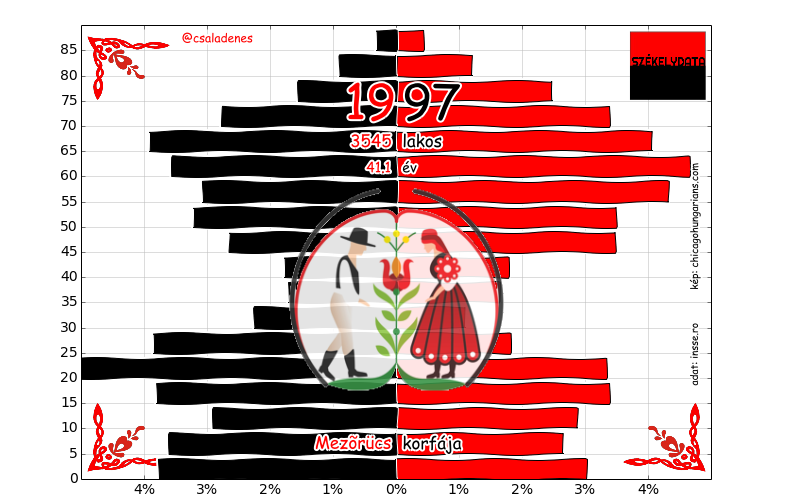 @csaladenes
SZÉKELYDATA
1997
3545 lakos
41,1 év
kép: chicagohungarians.com
adat: insse.ro
Mezőrücs korfája
85
80
75
70
65
60
55
50
45
40
35
30
25
20
15
10
5
0
4% 3% 2% 1% 0% 1% 2% 3% 4%